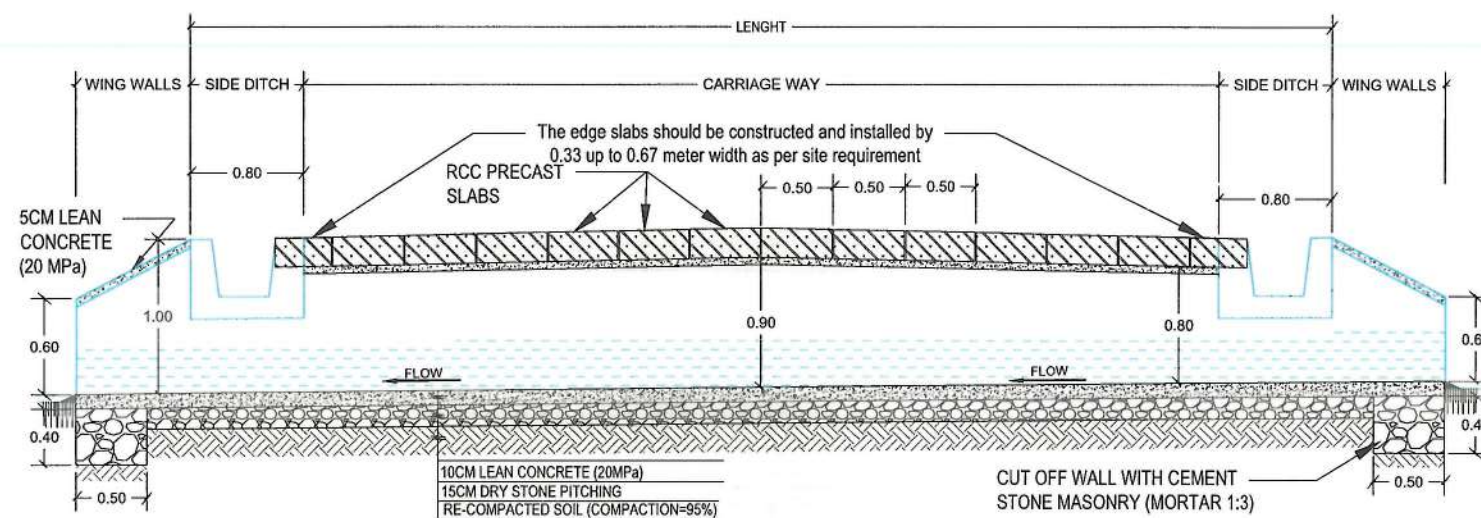 LENGHT
WING WALLS
SIDE DITCH
CARRIAGE WAY
SIDE DITCH
WING WALLS
The edge slabs should be constructed and installed by
0.33 up to 0.67 meter width as per site requirement
0.80
RCC PRECAST
SLABS
0.50
0.50
0.50
0.80
5CM LEAN
CONCRETE
(20 MPa)
1.00
0.60
0.90
0.80
0.6
FLOW
FLOW
0.40
0.4
10CM LEAN CONCRETE (20MPa)
15CM DRY STONE PITCHING
RE-COMPACTED SOIL (COMPACTION=95%)
0.50
CUT OFF WALL WITH CEMENT
STONE MASONRY (MORTAR 1:3)
0.50